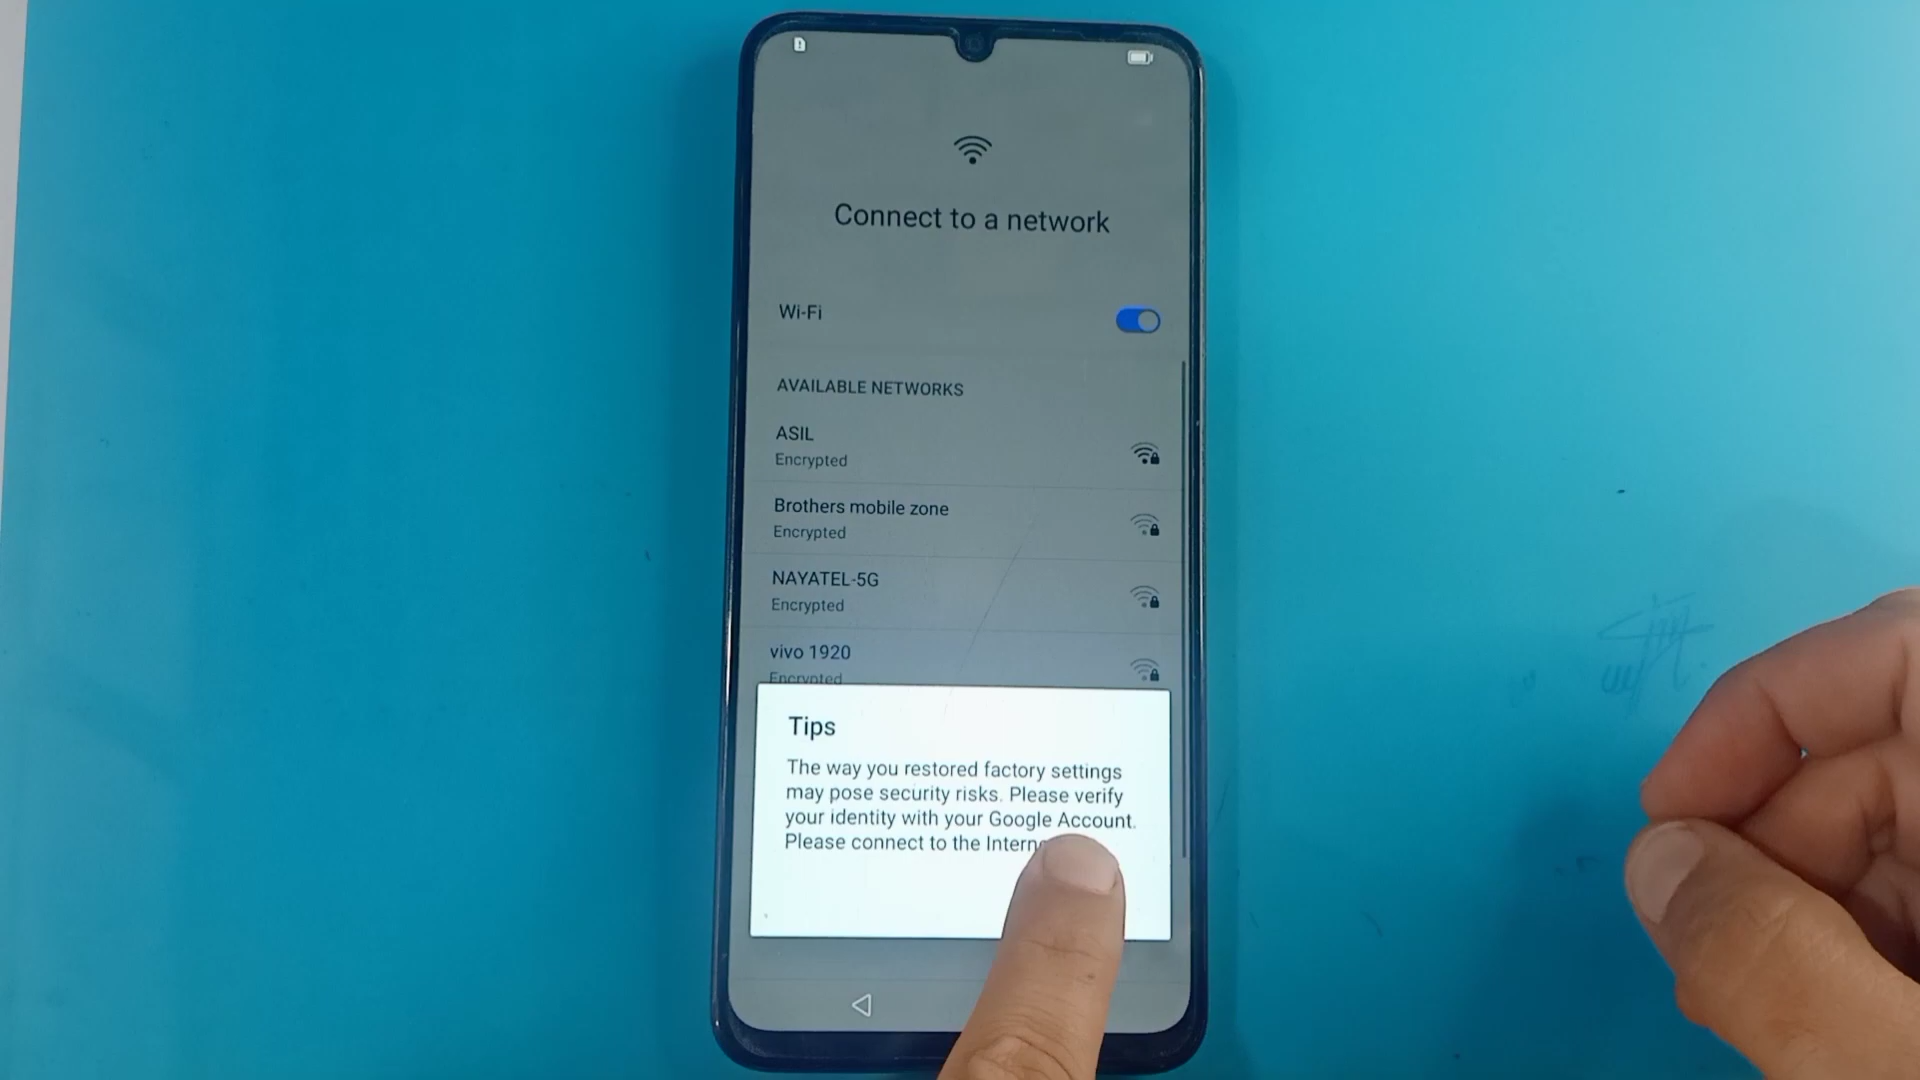 Connect to a network
Wi-Fi
AVAILABLE NETWORKS
ASIL
Encrypted
Brothers mobile zone
Encrypted
NAYATEL-5G
Encrypted
vivo 1920
Encrypted
Tips
The way you restored factory settings
may pose security risks. Please verify
your identity with your Google Account.
Please connect to the